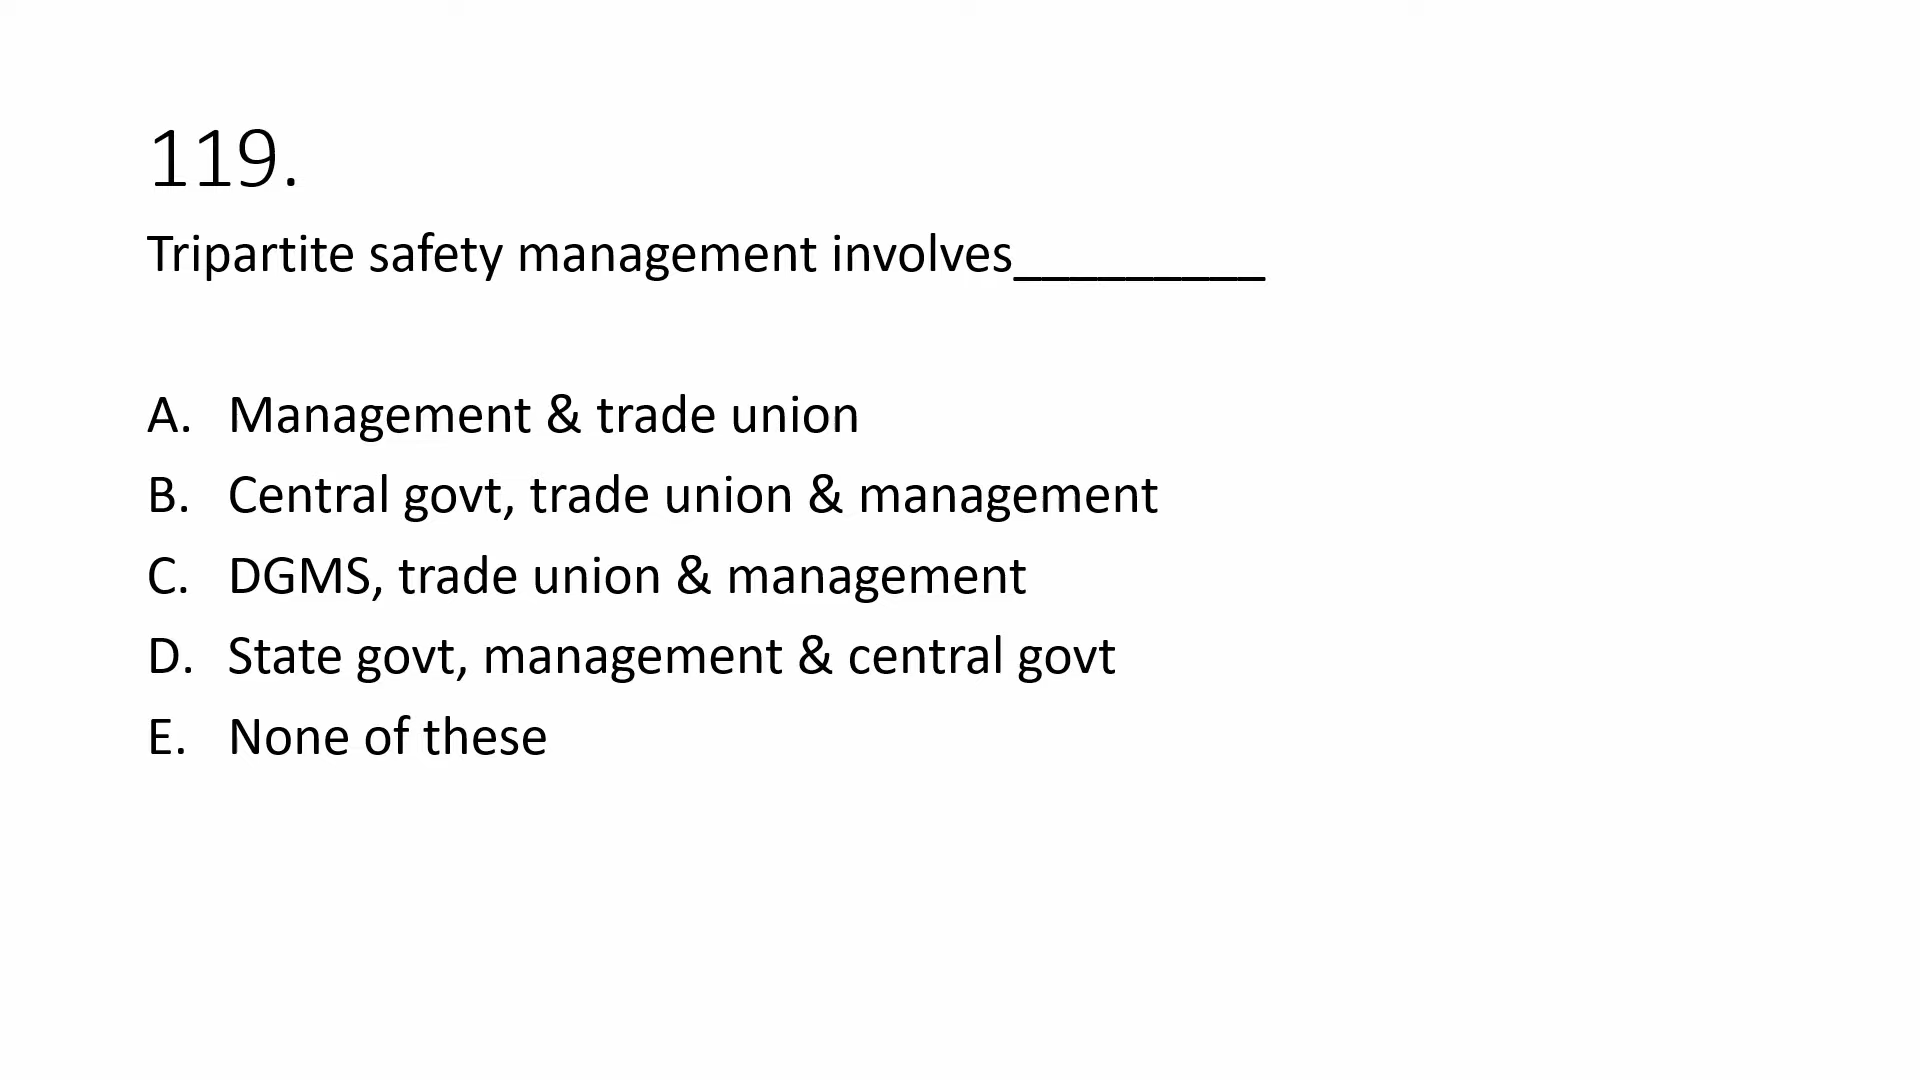 119.
Tripartite safety management involves_________
A. Management & trade union
B. Central govt, trade union & management
C. DGMS, trade union & management
D. State govt, management & central govt
E. None of these